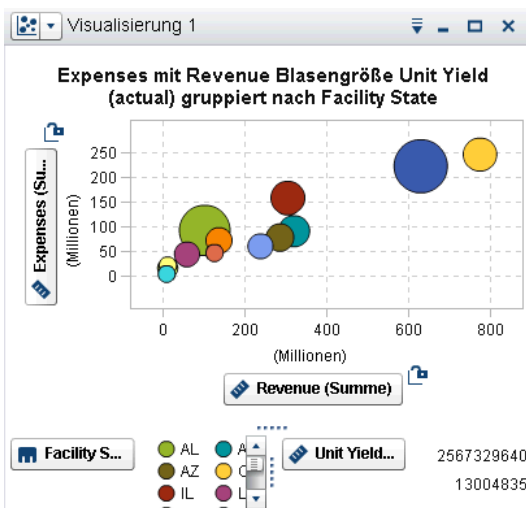 Visualisierung 1
Expenses mit Revenue Blasengröße Unit Yield
(actual) gruppiert nach Facility State
Expenses (Su...
(Millionen)
250
200
150
100
50
0
0 200 400 600 800
(Millionen)
Revenue (Summe)
Facility S...
AL
AZ
IL
Unit Yield...
2567329640
13004835